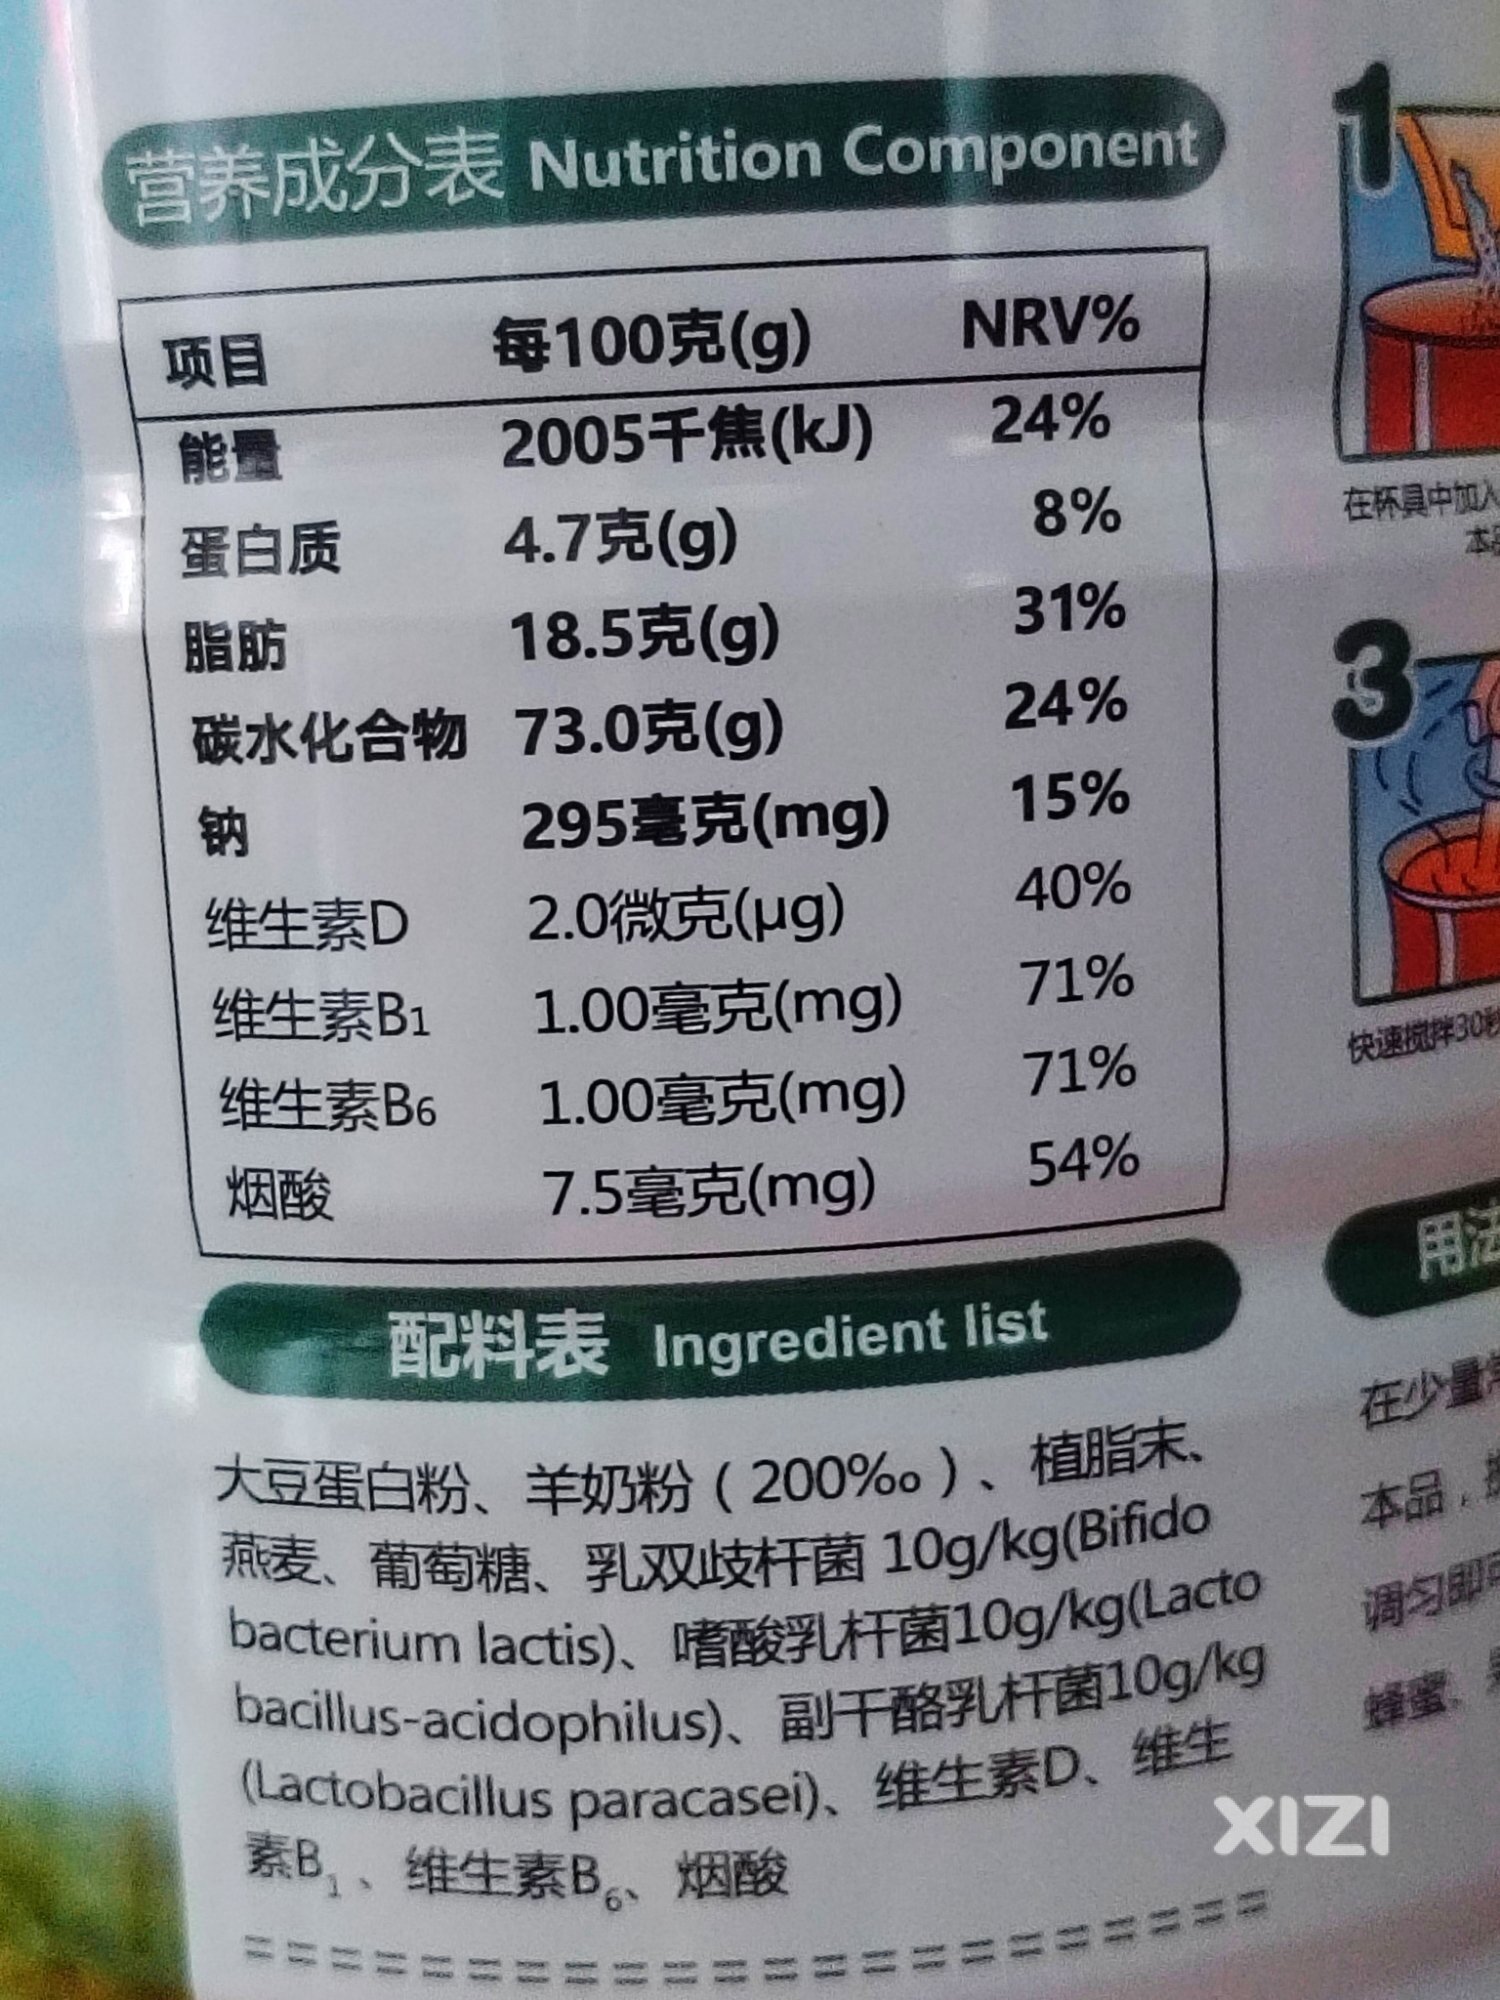 营养成分表 Nutrition Component
项目 每100克(g) NRV%
能量 2005千焦(kJ) 24%
蛋白质 4.7克(g) 8%
脂肪 18.5克(g) 31%
碳水化合物 73.0克(g) 24%
钠 295毫克(mg) 15%
维生素D 2.0微克(μg) 40%
维生素B1 1.00毫克(mg) 71%
维生素B6 1.00毫克(mg) 71%
烟酸 7.5毫克(mg) 54%
配料表 Ingredient list
大豆蛋白粉、羊奶粉（200‰）、植脂末、
燕麦、葡萄糖、乳双歧杆菌 10g/kg(Bifido
bacterium lactis)、嗜酸乳杆菌10g/kg(Lacto
bacillus-acidophilus)、副干酪乳杆菌10g/kg
(Lactobacillus paracasei)、维生素D、维生
素B1、维生素B6、烟酸
1
在杯具中加入
本品
3
快速搅拌30秒
用法
在少量
本品，
调匀即可
蜂蜜、
XIZI